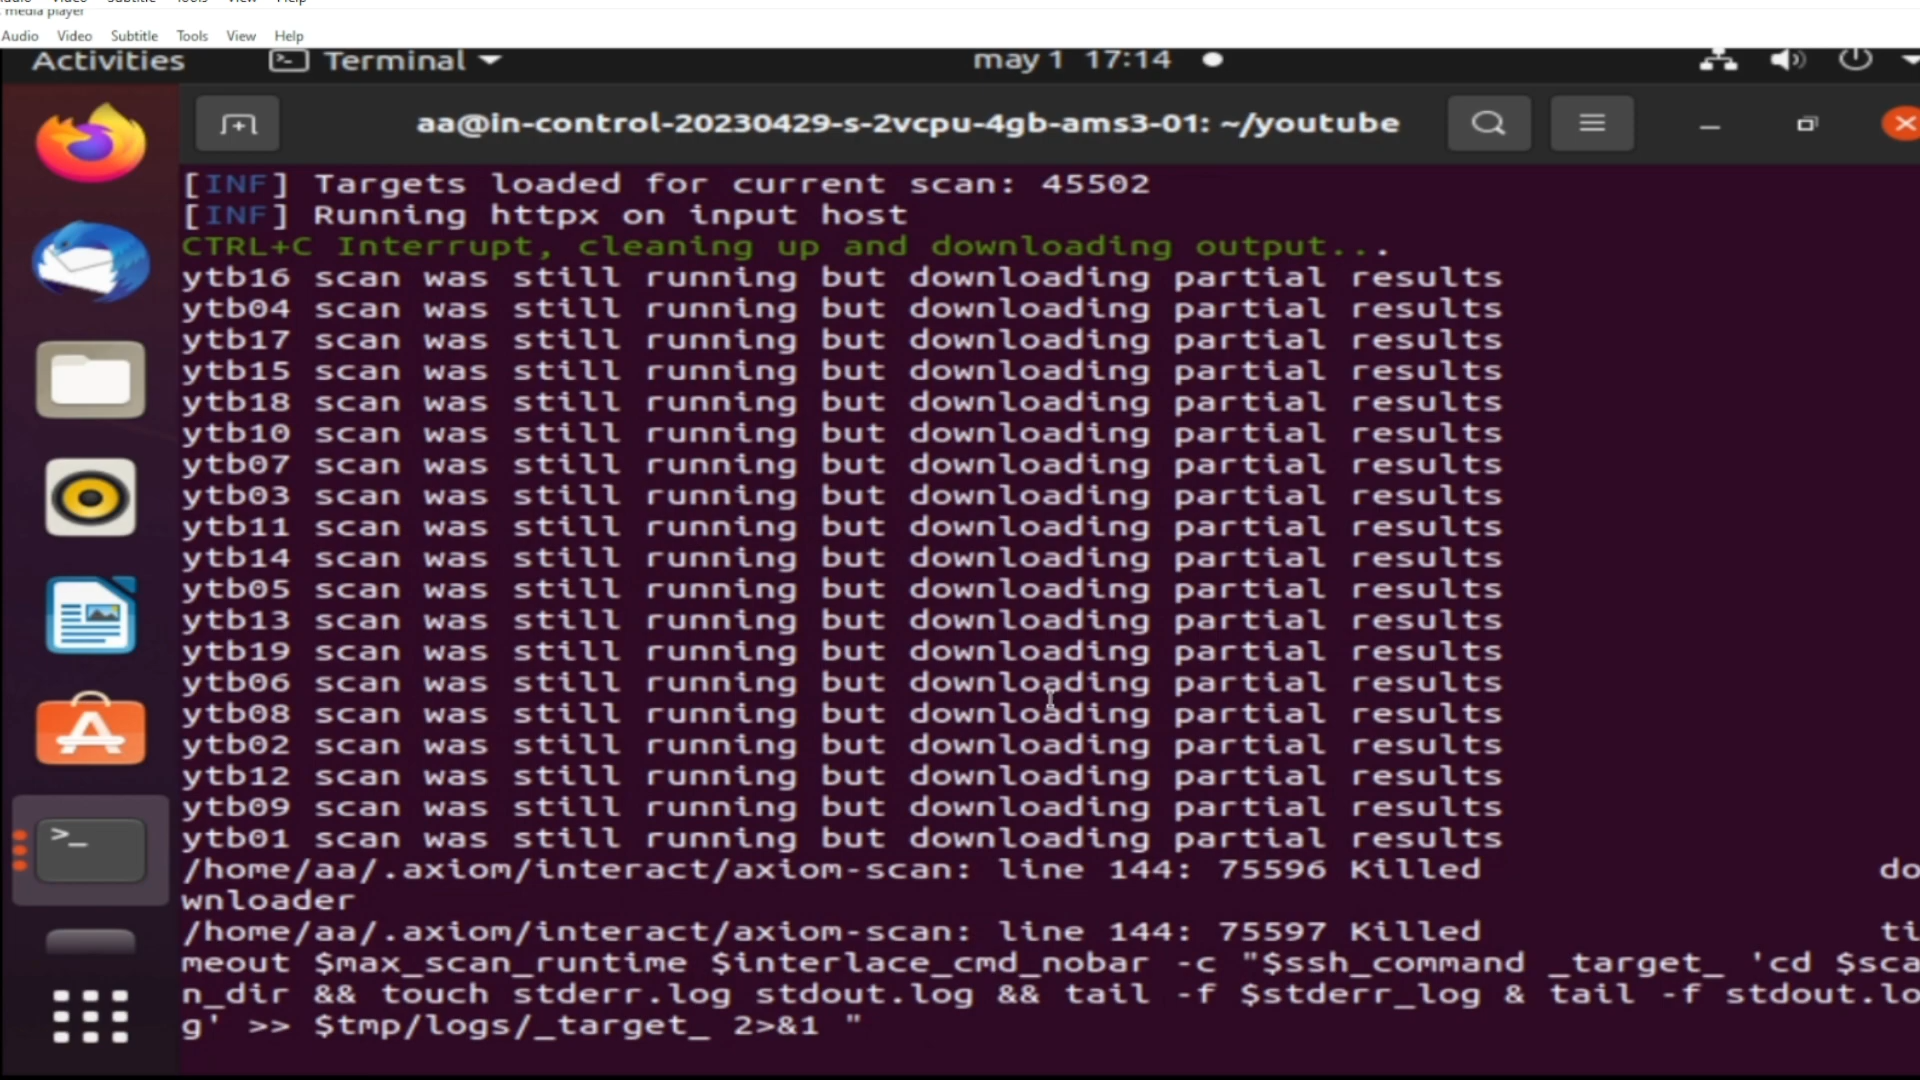 Audio Video Subtitle Tools View Help
media player
Audio Video Subtitle Tools View Help
Activities Terminal may 1 17:14
aa@in-control-20230429-s-2vcpu-4gb-ams3-01: ~/youtube
[INF] Targets loaded for current scan: 45502
[INF] Running httpx on input host
CTRL+C Interrupt, cleaning up and downloading output...
ytb16 scan was still running but downloading partial results
ytb04 scan was still running but downloading partial results
ytb17 scan was still running but downloading partial results
ytb15 scan was still running but downloading partial results
ytb18 scan was still running but downloading partial results
ytb10 scan was still running but downloading partial results
ytb07 scan was still running but downloading partial results
ytb03 scan was still running but downloading partial results
ytb11 scan was still running but downloading partial results
ytb14 scan was still running but downloading partial results
ytb05 scan was still running but downloading partial results
ytb13 scan was still running but downloading partial results
ytb19 scan was still running but downloading partial results
ytb06 scan was still running but downloading partial results
ytb08 scan was still running but downloading partial results
ytb02 scan was still running but downloading partial results
ytb12 scan was still running but downloading partial results
ytb09 scan was still running but downloading partial results
ytb01 scan was still running but downloading partial results
/home/aa/.axiom/interact/axiom-scan: line 144: 75596 Killed do
wnloader
/home/aa/.axiom/interact/axiom-scan: line 144: 75597 Killed ti
meout $max_scan_runtime $interlace_cmd_nobar -c "$ssh_command _target_ 'cd $sca
n_dir && touch stderr.log stdout.log && tail -f $stderr_log & tail -f stdout.lo
g' >> $tmp/logs/_target_ 2>&1 "